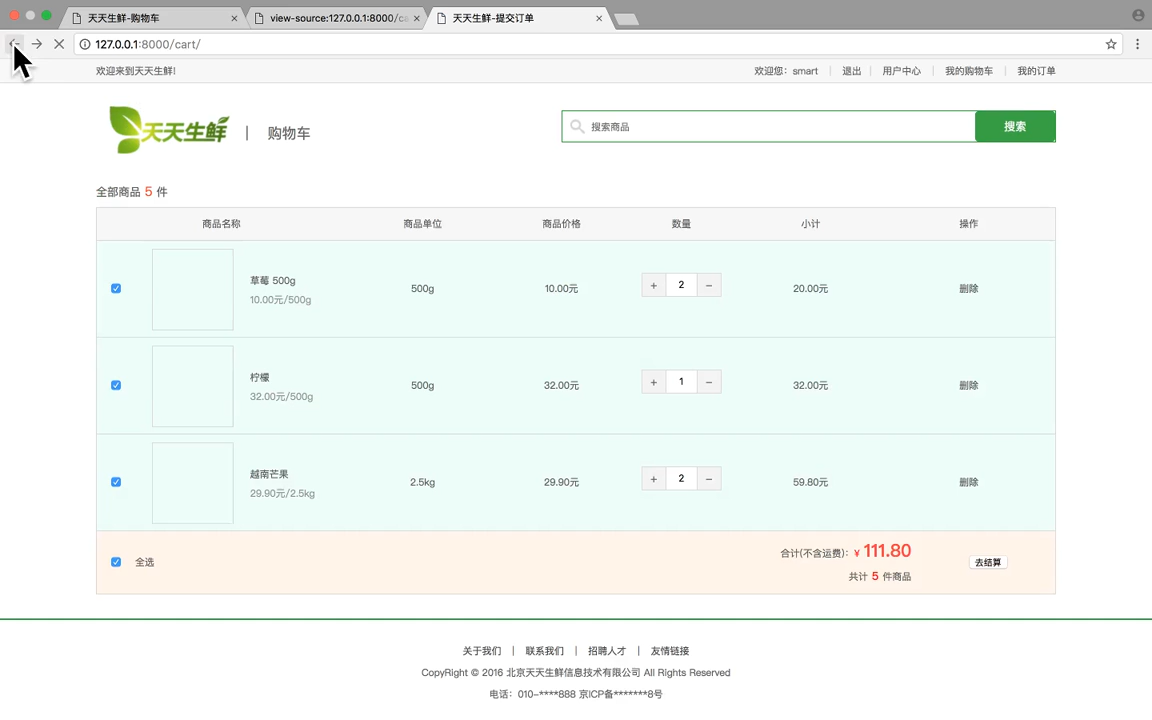 天天生鲜-购物车
view-source:127.0.0.1:8000/ca
天天生鲜-提交订单
127.0.0.1:8000/cart/
欢迎来到天天生鲜!
欢迎您：smart | 退出 | 用户中心 | 我的购物车 | 我的订单
天天生鲜 | 购物车
搜索商品 搜索
全部商品 5 件
商品名称 商品单位 商品价格 数量 小计 操作
草莓 500g
10.00元/500g
500g 10.00元 + 2 − 20.00元 删除
柠檬
32.00元/500g
500g 32.00元 + 1 − 32.00元 删除
越南芒果
29.90元/2.5kg
2.5kg 29.90元 + 2 − 59.80元 删除
全选
合计(不含运费)：¥ 111.80
共计 5 件商品
去结算
关于我们 | 联系我们 | 招聘人才 | 友情链接
CopyRight © 2016 北京天天生鲜信息技术有限公司 All Rights Reserved
电话：010-****888 京ICP备*******8号